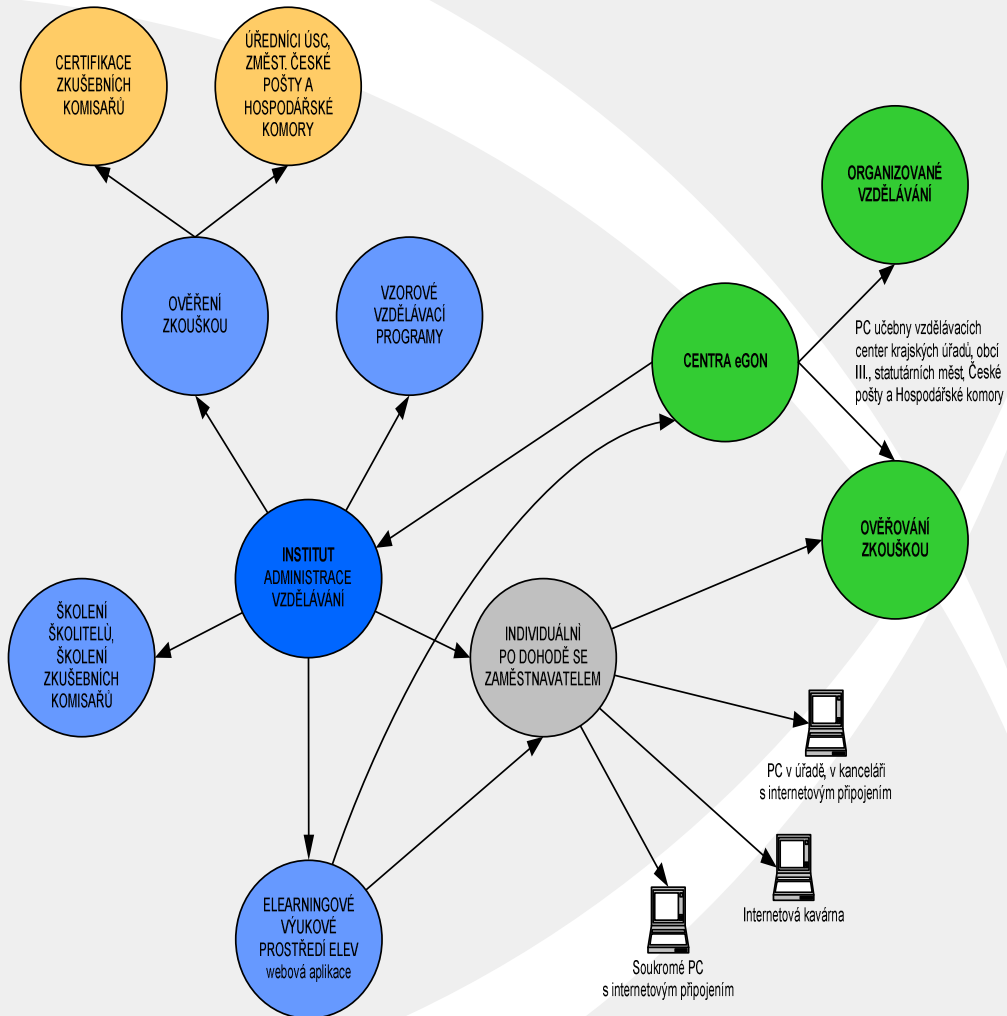 CERTIFIKACE
ZKUŠEBNÍCH
KOMISAŘŮ
ÚŘEDNÍCI ÚSC,
ZMĚST. ČESKÉ
POŠTY A
HOSPODÁŘSKÉ
KOMORY
ORGANIZOVANÉ
VZDĚLÁVÁNÍ
OVĚŘENÍ
ZKOUŠKOU
VZOROVÉ
VZDĚLÁVACÍ
PROGRAMY
CENTRA eGON
PC učebny vzdělávacích
center krajských úřadů, obcí
III., statutárních měst, České
pošty a Hospodářské komory
OVĚŘOVÁNÍ
ZKOUŠKOU
INSTITUT
ADMINISTRACE
VZDĚLÁVÁNÍ
ŠKOLENÍ
ŠKOLITELŮ,
ŠKOLENÍ
ZKUŠEBNÍCH
KOMISAŘŮ
INDIVIDUÁLNÍ
PO DOHODĚ SE
ZAMĚSTNAVATELEM
PC v úřadě, v kanceláři
s internetovým připojením
Internetová kavárna
Soukromé PC
s internetovým připojením
ELEARNINGOVÉ
VÝUKOVÉ
PROSTŘEDÍ ELEV
webová aplikace